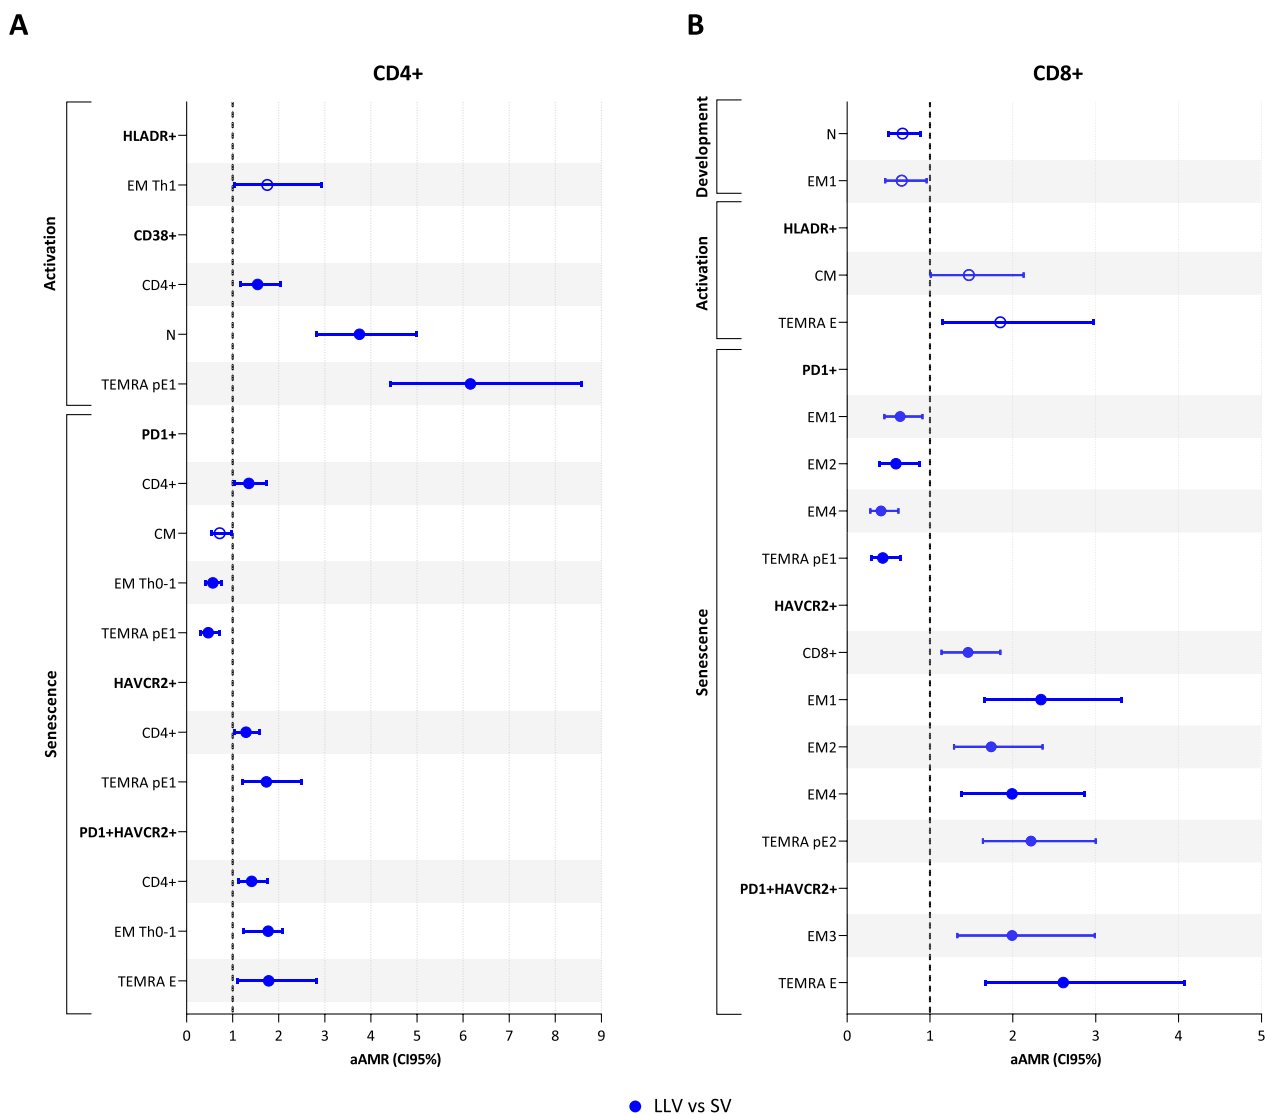 A
CD4+
Activation
HLADR+
EM Th1
CD38+
CD4+
N
TEMRA pE1
Senescence
PD1+
CD4+
CM
EM Th0-1
TEMRA pE1
HAVCR2+
CD4+
TEMRA pE1
PD1+HAVCR2+
CD4+
EM Th0-1
TEMRA E
0 1 2 3 4 5 6 7 8 9
aAMR (CI95%)
B
CD8+
Development
N
EM1
Activation
HLADR+
CM
TEMRA E
Senescence
PD1+
EM1
EM2
EM4
TEMRA pE1
HAVCR2+
CD8+
EM1
EM2
EM4
TEMRA pE2
PD1+HAVCR2+
EM3
TEMRA E
0 1 2 3 4 5
aAMR (CI95%)
LLV vs SV